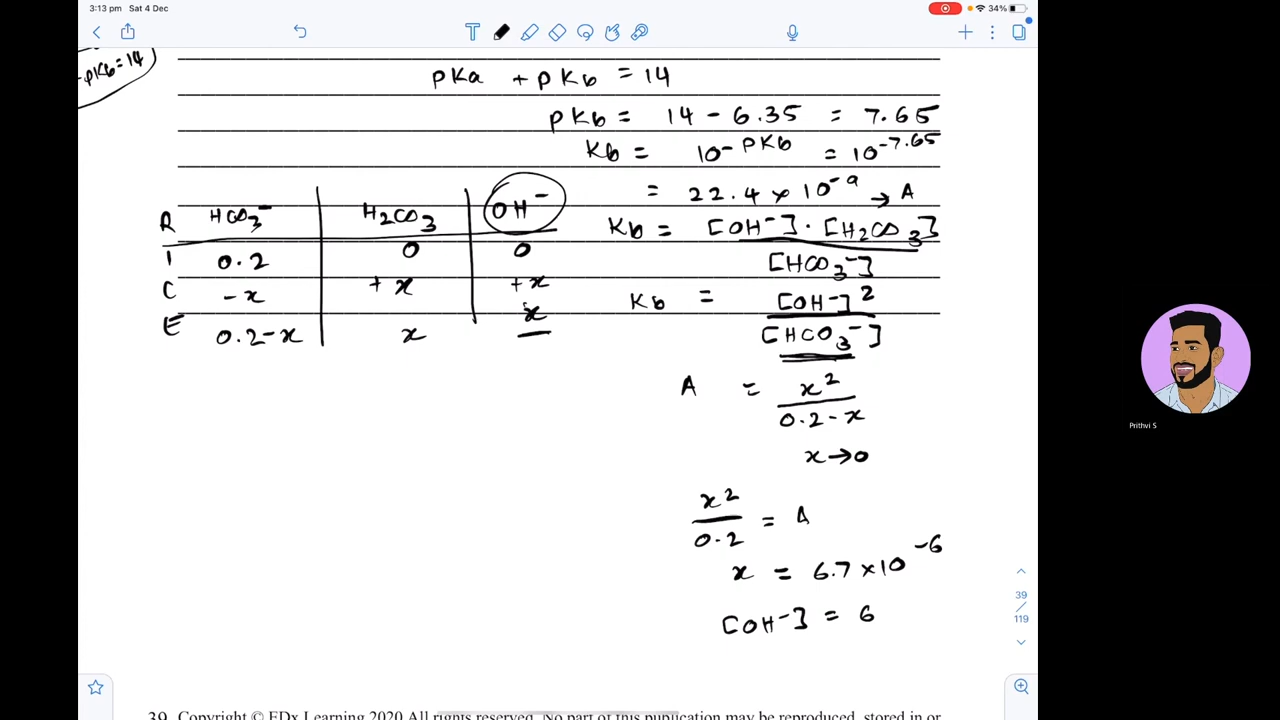 3:13 pm Sat 4 Dec
34%
T
-pKb=14
pKa + pKb = 14
pKb = 14 - 6.35 = 7.65
Kb = 10^-pKb = 10^-7.65
= 22.4 × 10^-9 → A
R HCO3^- H2CO3 OH^-
I 0.2 0 0
C -x +x +x
E 0.2-x x x
Kb = [OH^-]·[H2CO3]
[HCO3^-]
Kb = [OH^-]^2
[HCO3^-]
A = x^2
0.2-x
x→0
x^2
0.2 = A
x = 6.7×10^-6
[OH^-] = 6
39
/
119
Prithvi S
39 Copyright © EDx Learning 2020 All rights reserved. No part of this publication may be reproduced, stored in or